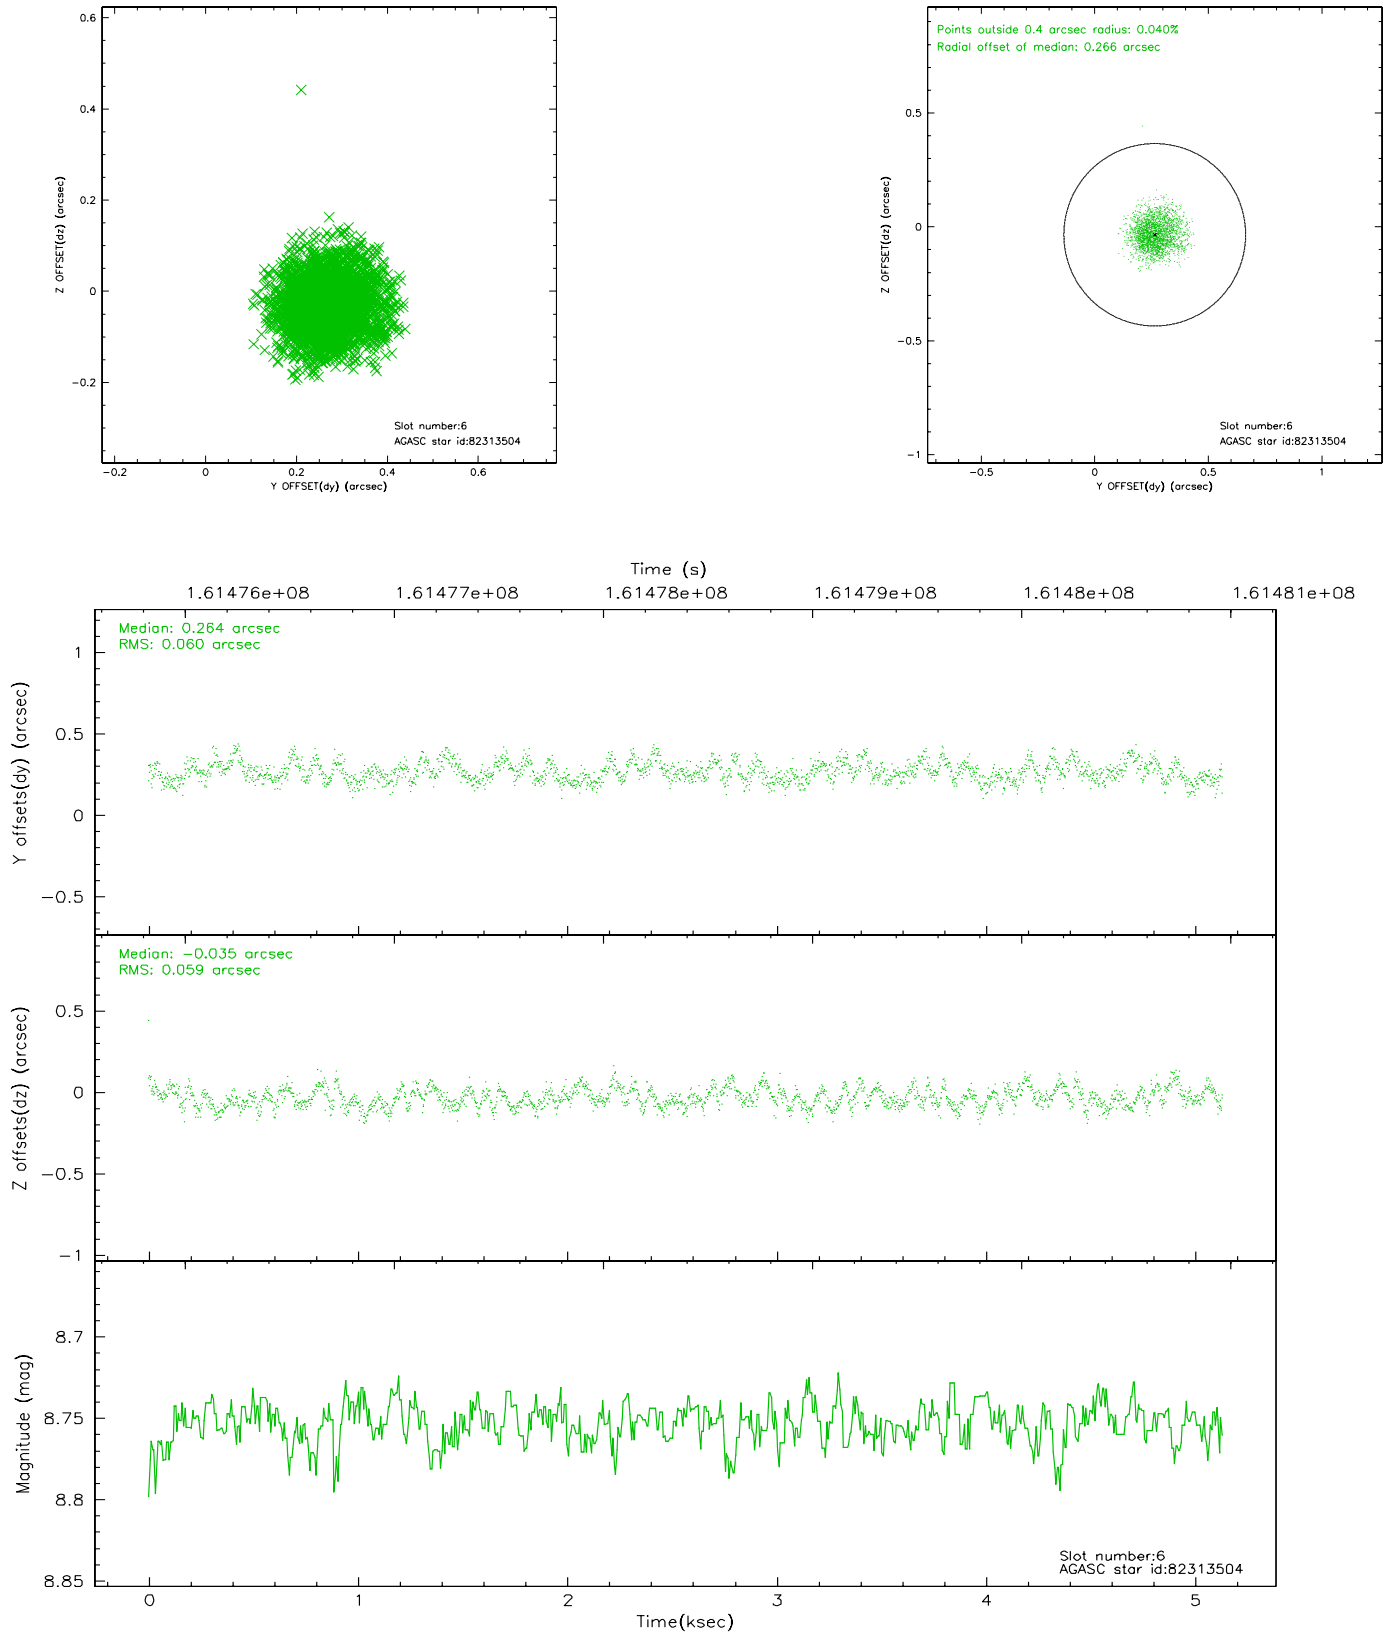 0.6
0.4
0.2
0
−0.2
Z OFFSET(dz) (arcsec)
Slot number:6
AGASC star id:82313504
−0.2 0 0.2 0.4 0.6
Y OFFSET(dy) (arcsec)
Points outside 0.4 arcsec radius: 0.040%
Radial offset of median: 0.266 arcsec
0.5
0
−0.5
−1
Z OFFSET(dz) (arcsec)
Slot number:6
AGASC star id:82313504
−0.5 0 0.5 1
Y OFFSET(dy) (arcsec)
Time (s)
1.61476e+08 1.61477e+08 1.61478e+08 1.61479e+08 1.6148e+08 1.61481e+08
Median: 0.264 arcsec
RMS: 0.060 arcsec
1
0.5
0
−0.5
Y offsets(dy) (arcsec)
Median: −0.035 arcsec
RMS: 0.059 arcsec
0.5
0
−0.5
−1
Z offsets(dz) (arcsec)
8.7
8.75
8.8
8.85
Magnitude (mag)
Slot number:6
AGASC star id:82313504
0 1 2 3 4 5
Time(ksec)